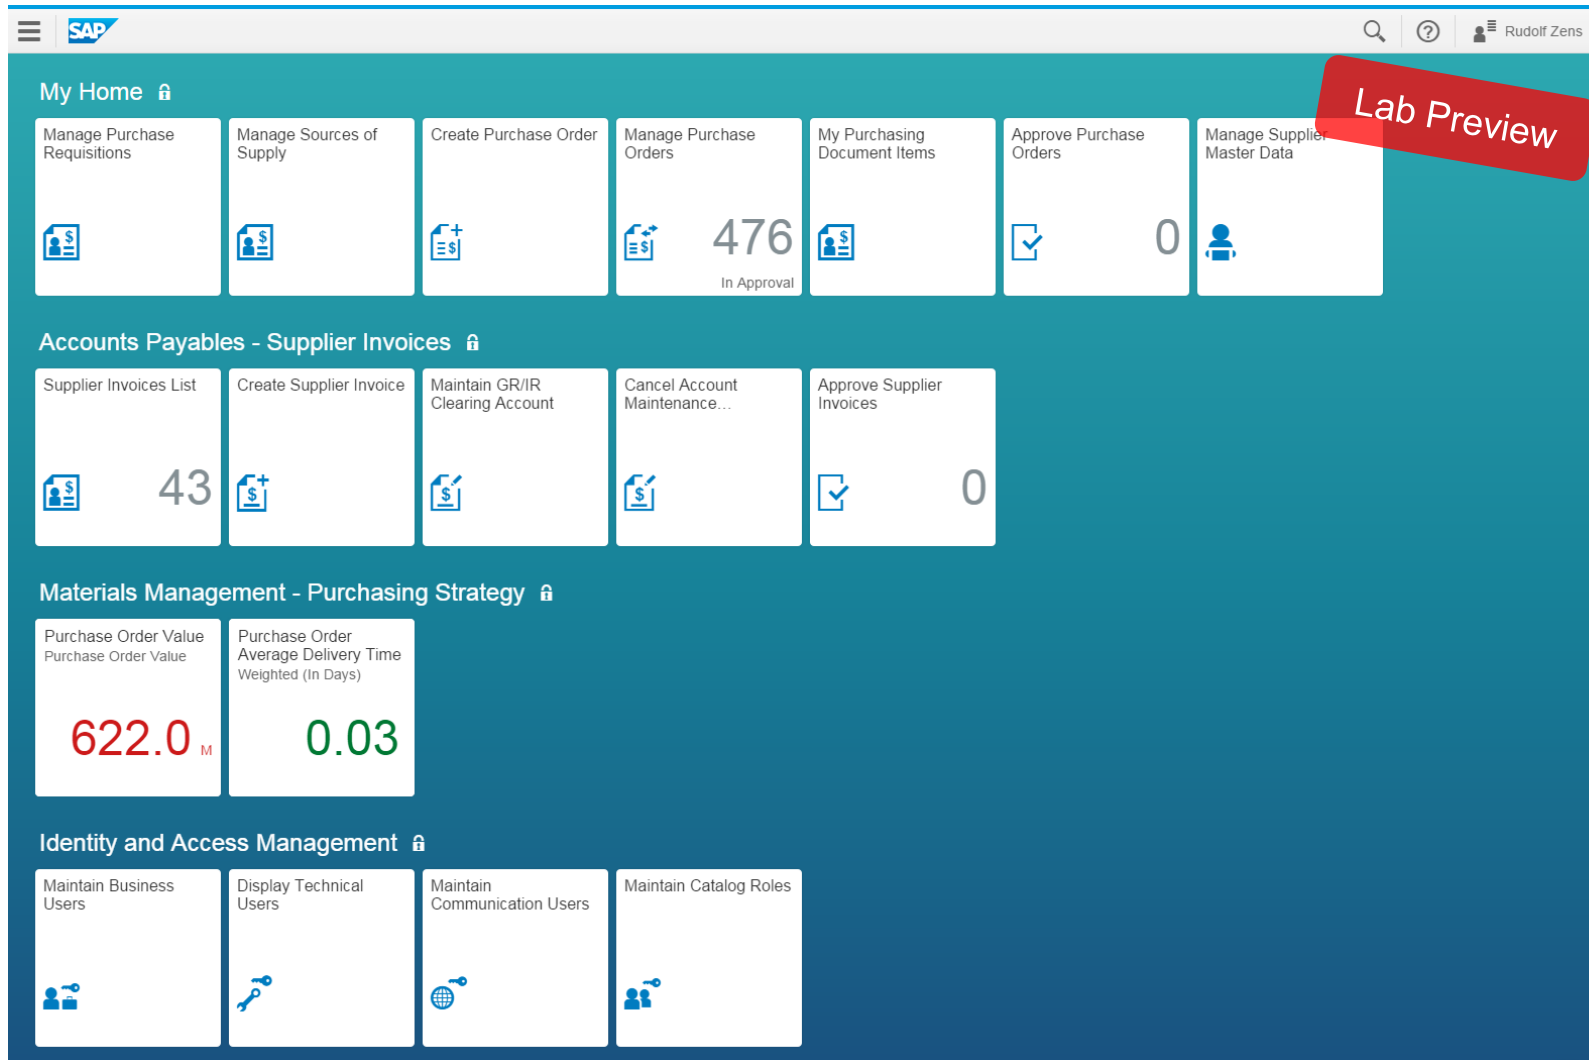 SAP
Rudolf Zens
Lab Preview
My Home
Manage Purchase
Requisitions
Manage Sources of
Supply
Create Purchase Order
Manage Purchase
Orders
476
In Approval
My Purchasing
Document Items
Approve Purchase
Orders
0
Manage Supplier
Master Data
Accounts Payables - Supplier Invoices
Supplier Invoices List
43
Create Supplier Invoice
Maintain GR/IR
Clearing Account
Cancel Account
Maintenance...
Approve Supplier
Invoices
0
Materials Management - Purchasing Strategy
Purchase Order Value
Purchase Order Value
622.0 M
Purchase Order
Average Delivery Time
Weighted (In Days)
0.03
Identity and Access Management
Maintain Business
Users
Display Technical
Users
Maintain
Communication Users
Maintain Catalog Roles